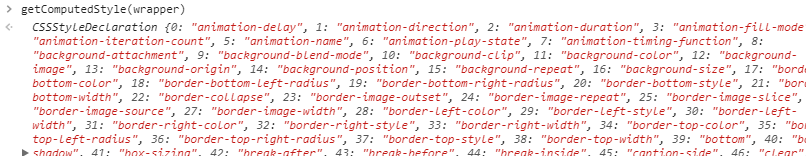 getComputedStyle(wrapper)
CSSStyleDeclaration {0: "animation-delay", 1: "animation-direction", 2: "animation-duration", 3: "animation-fill-mode
"animation-iteration-count", 5: "animation-name", 6: "animation-play-state", 7: "animation-timing-function", 8:
"background-attachment", 9: "background-blend-mode", 10: "background-clip", 11: "background-color", 12: "background-
image", 13: "background-origin", 14: "background-position", 15: "background-repeat", 16: "background-size", 17: "border
bottom-color", 18: "border-bottom-left-radius", 19: "border-bottom-right-radius", 20: "border-bottom-style", 21: "borde
bottom-width", 22: "border-collapse", 23: "border-image-outset", 24: "border-image-repeat", 25: "border-image-slice",
"border-image-source", 27: "border-image-width", 28: "border-left-color", 29: "border-left-style", 30: "border-left-
width", 31: "border-right-color", 32: "border-right-style", 33: "border-right-width", 34: "border-top-color", 35: "bor
top-left-radius", 36: "border-top-right-radius", 37: "border-top-style", 38: "border-top-width", 39: "bottom", 40: "
shadow", 41: "box-sizing", 42: "break-after", 43: "break-before", 44: "break-inside", 45: "caption-side", 46: "clear"